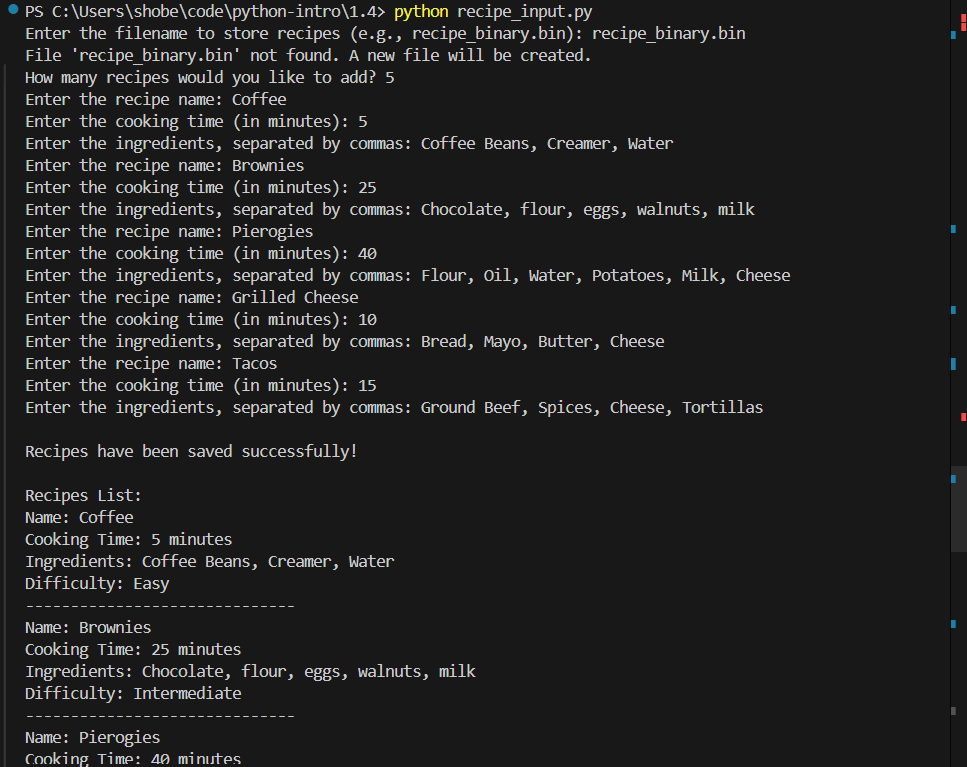 PS C:\Users\shobe\code\python-intro\1.4> python recipe_input.py
Enter the filename to store recipes (e.g., recipe_binary.bin): recipe_binary.bin
File 'recipe_binary.bin' not found. A new file will be created.
How many recipes would you like to add? 5
Enter the recipe name: Coffee
Enter the cooking time (in minutes): 5
Enter the ingredients, separated by commas: Coffee Beans, Creamer, Water
Enter the recipe name: Brownies
Enter the cooking time (in minutes): 25
Enter the ingredients, separated by commas: Chocolate, flour, eggs, walnuts, milk
Enter the recipe name: Pierogies
Enter the cooking time (in minutes): 40
Enter the ingredients, separated by commas: Flour, Oil, Water, Potatoes, Milk, Cheese
Enter the recipe name: Grilled Cheese
Enter the cooking time (in minutes): 10
Enter the ingredients, separated by commas: Bread, Mayo, Butter, Cheese
Enter the recipe name: Tacos
Enter the cooking time (in minutes): 15
Enter the ingredients, separated by commas: Ground Beef, Spices, Cheese, Tortillas
Recipes have been saved successfully!
Recipes List:
Name: Coffee
Cooking Time: 5 minutes
Ingredients: Coffee Beans, Creamer, Water
Difficulty: Easy
------------------------------
Name: Brownies
Cooking Time: 25 minutes
Ingredients: Chocolate, flour, eggs, walnuts, milk
Difficulty: Intermediate
------------------------------
Name: Pierogies
Cooking Time: 40 minutes